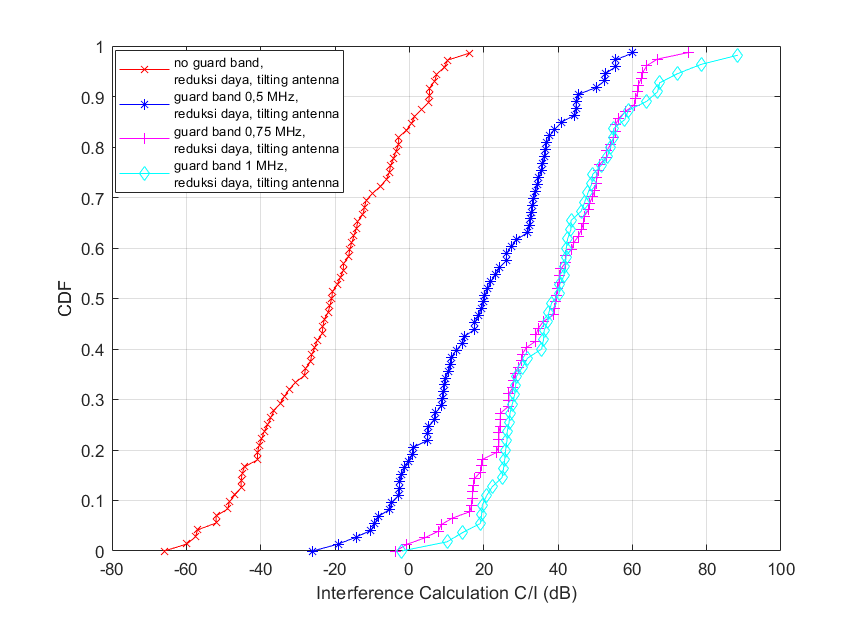 1
0.9
0.8
0.7
0.6
0.5
0.4
0.3
0.2
0.1
0
CDF
no guard band,
reduksi daya, tilting antenna
guard band 0,5 MHz,
reduksi daya, tilting antenna
guard band 0,75 MHz,
reduksi daya, tilting antenna
guard band 1 MHz,
reduksi daya, tilting antenna
-80 -60 -40 -20 0 20 40 60 80 100
Interference Calculation C/I (dB)